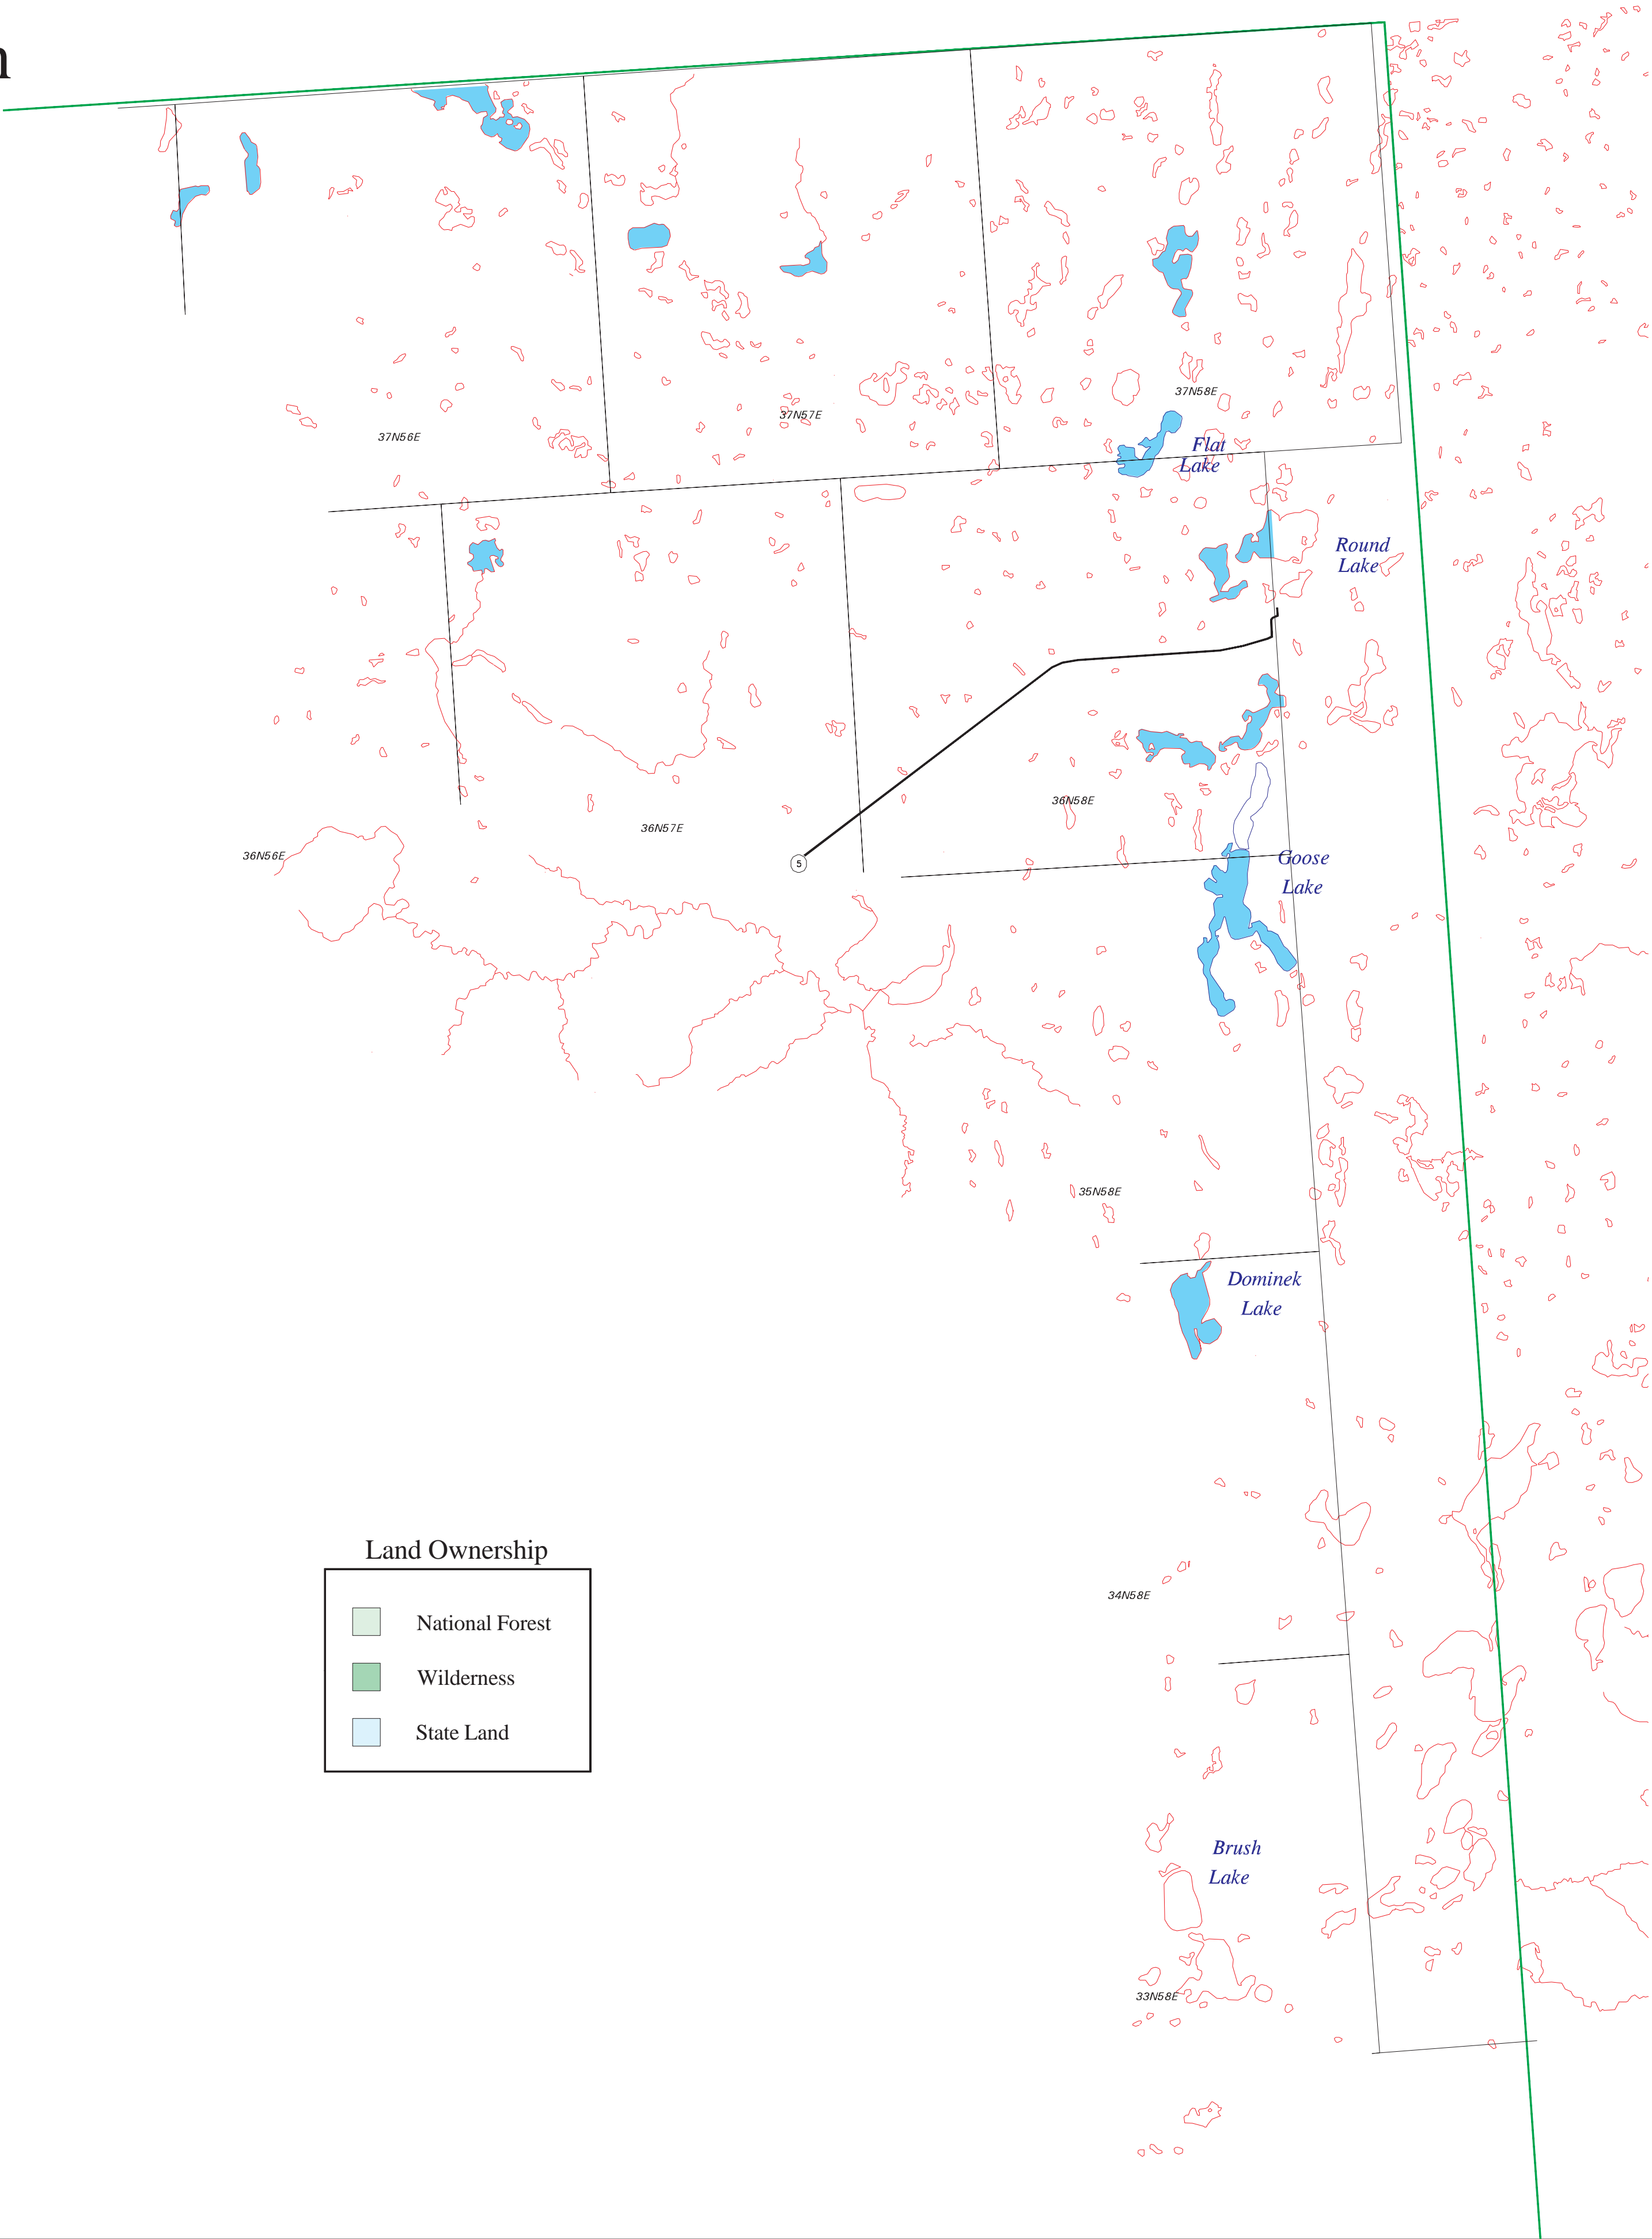 37N58E
37N57E
37N56E
Flat
Lake
Round
Lake
36N58E
36N57E
36N56E
5
Goose
Lake
35N58E
Dominek
Lake
Land Ownership
National Forest
Wilderness
State Land
34N58E
Brush
Lake
33N58E